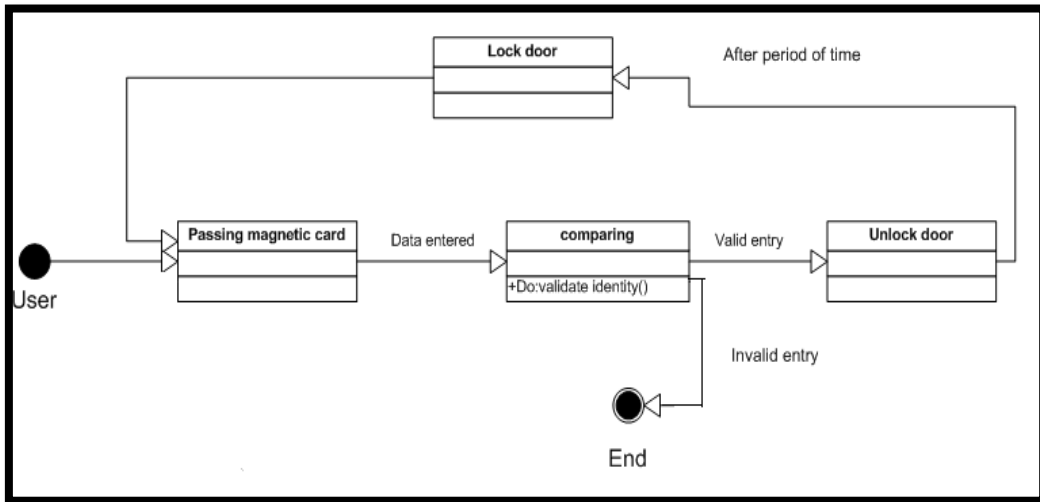 Lock door
After period of time
Passing magnetic card
Data entered
comparing
Valid entry
Unlock door
+Do:validate identity()
User
Invalid entry
End